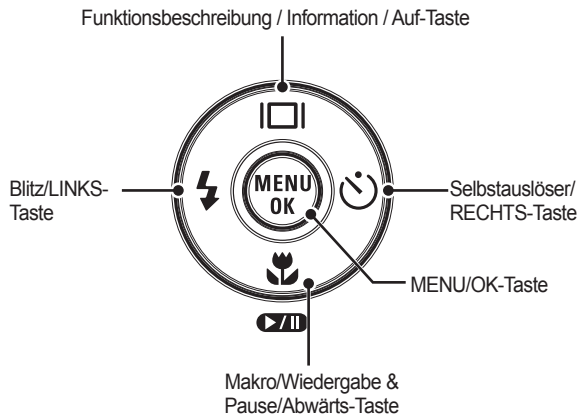 Funktionsbeschreibung / Information / Auf-Taste
Blitz/LINKS-
Taste
MENU
OK
Selbstauslöser/
RECHTS-Taste
MENU/OK-Taste
Makro/Wiedergabe &
Pause/Abwärts-Taste